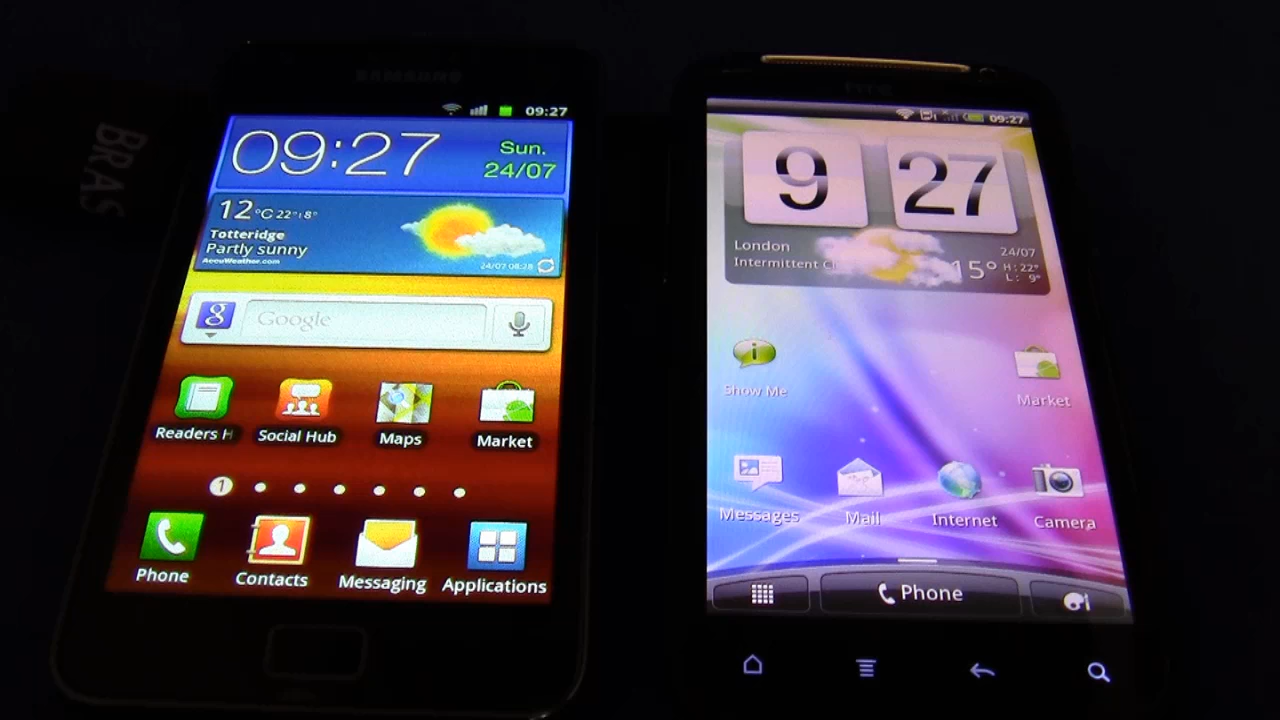 BRAS
SAMSUNG
09:27
09:27
Sun.
24/07
12°C 22°18°
Totteridge
Partly sunny
AccuWeather.com
24/07 08:28
g
Google
Readers H
Social Hub
Maps
Market
1
Phone
Contacts
Messaging
Applications
hTC
09:27
9 27
London
24/07
Intermittent Cl
15°
H: 22°
L: 9°
Show Me
Market
Messages
Mail
Internet
Camera
Phone